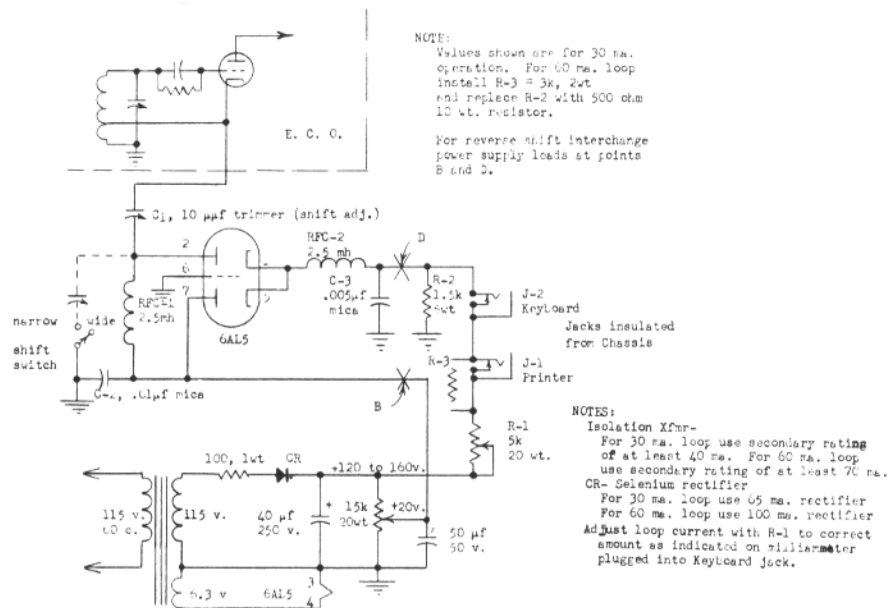 NOTE:
Values shown are for 30 ma.
operation. For 60 ma. loop
install R-3 = 3k, 2wt
and replace R-2 with 500 ohm
10 wt. resistor.
For reverse shift interchange
power supply leads at points
B and D.
E. C. O.
C1, 10 μμf trimmer (shift adj.)
2
6
7
RFC-2
2.5 mh
D
C-3
.005μf
mica
R-2
1.5k
6wt
J-2
Keyboard
Jacks insulated
from Chassis
RFC-1
2.5mh
5
6AL5
narrow
wide
shift
switch
R-3
J-1
Printer
C-2, .01μf mica
B
R-1
5k
20 wt.
NOTES:
Isolation Xfmr-
For 30 ma. loop use secondary rating
of at least 40 ma. For 60 ma. loop
use secondary rating of at least 70 ma.
CR- Selenium rectifier
For 30 ma. loop use 65 ma. rectifier
For 60 ma. loop use 100 ma. rectifier
Adjust loop current with R-1 to correct
amount as indicated on milliammeter
plugged into Keyboard jack.
100, 1wt
CR
+120 to 160v.
115 v.
60 c.
115 v.
+
40 μf
250 v.
15k
20wt
+20v.
50 μf
50 v.
6.3 v
6AL5
3
4